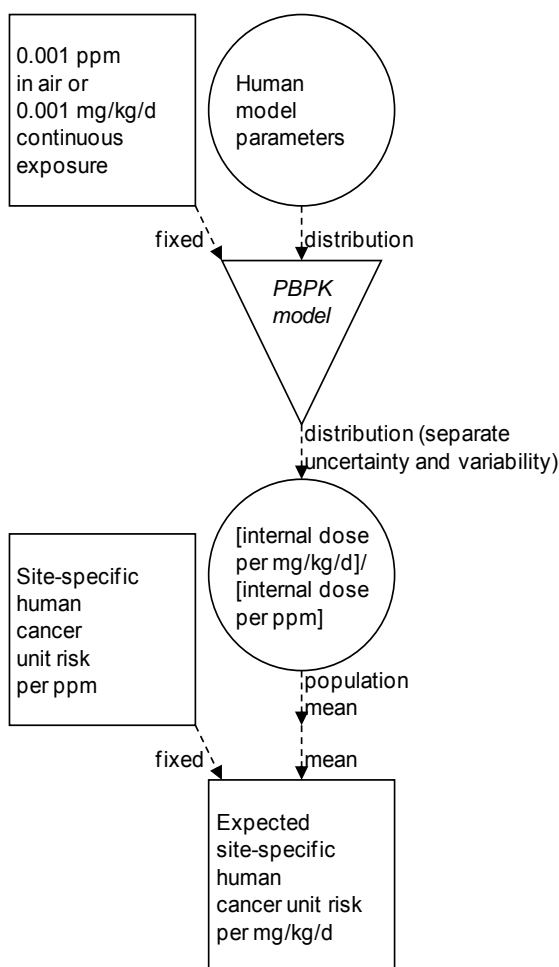 0.001 ppm
in air or
0.001 mg/kg/d
continuous
exposure
Human
model
parameters
fixed
distribution
PBPK
model
distribution (separate
uncertainty and variability)
[internal dose
per mg/kg/d]/
[internal dose
per ppm]
Site-specific
human
cancer
unit risk
per ppm
population
mean
fixed
mean
Expected
site-specific
human
cancer unit risk
per mg/kg/d